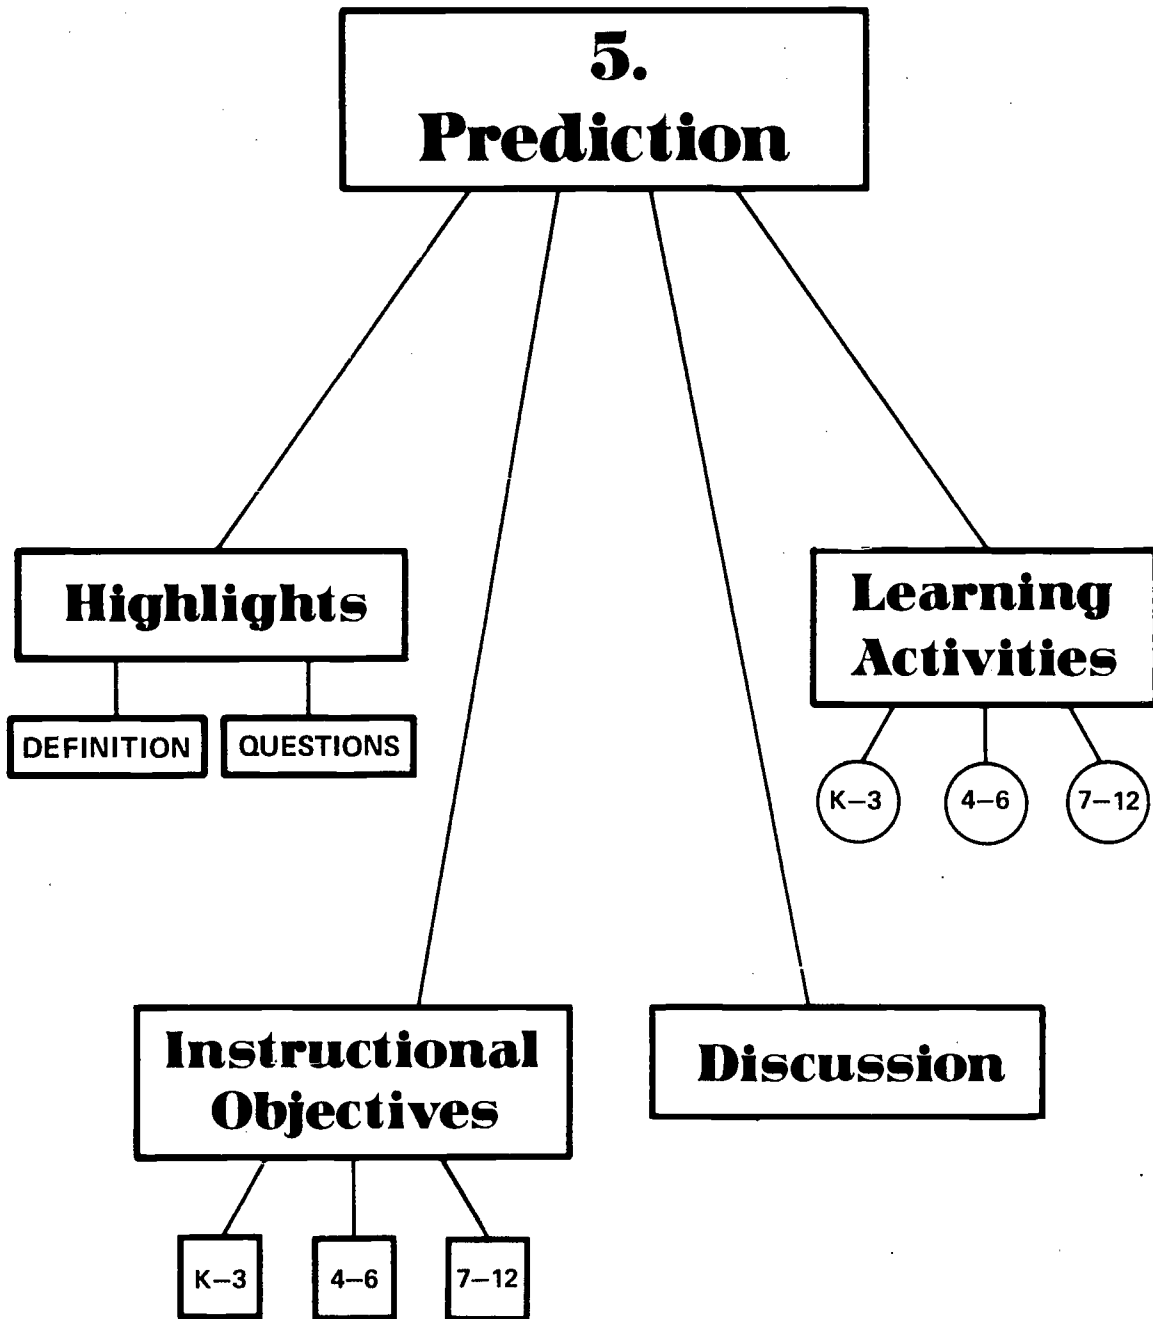 5.
Prediction
Highlights
DEFINITION
QUESTIONS
Learning
Activities
K–3
4–6
7–12
Instructional
Objectives
K–3
4–6
7–12
Discussion